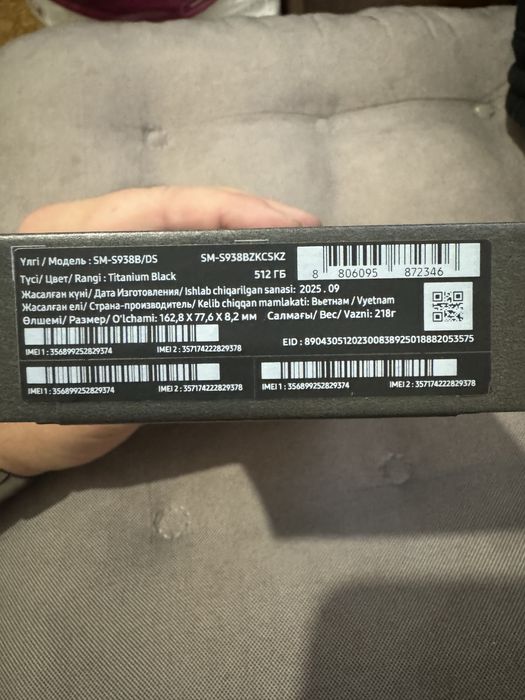 Үлгі / Модель : SM-S938B/DS SM-S938BZKCSKZ
Түсі/ Цвет/ Rangi : Titanium Black 512 ГБ
8 806095 872346
Жасалған күні/ Дата Изготовления/ Ishlab chiqarilgan sanasi: 2025 . 09
Жасалған елі/ Страна-производитель/ Kelib chiqqan mamlakati: Вьетнам / Vyetnam
Өлшемі/ Размер/ O'lchami: 162,8 X 77,6 X 8,2 мм Салмағы/ Вес/ Vazni: 218г
IMEI 1 : 356899252829374 IMEI 2 : 357174222829378
EID : 89043051202300838925018882053575
IMEI 1 : 356899252829374 IMEI 2 : 357174222829378
IMEI 1 : 356899252829374 IMEI 2 : 357174222829378